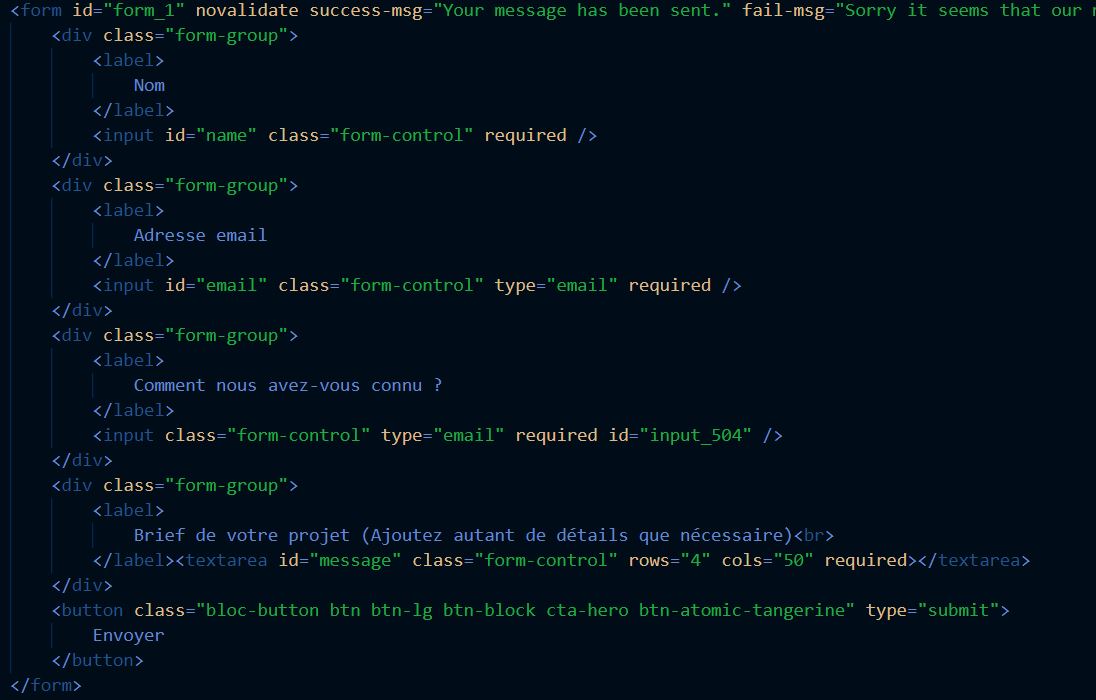 <form id="form_1" novalidate success-msg="Your message has been sent." fail-msg="Sorry it seems that our
<div class="form-group">
<label>
Nom
</label>
<input id="name" class="form-control" required />
</div>
<div class="form-group">
<label>
Adresse email
</label>
<input id="email" class="form-control" type="email" required />
</div>
<div class="form-group">
<label>
Comment nous avez-vous connu ?
</label>
<input class="form-control" type="email" required id="input_504" />
</div>
<div class="form-group">
<label>
Brief de votre projet (Ajoutez autant de détails que nécessaire)<br>
</label><textarea id="message" class="form-control" rows="4" cols="50" required></textarea>
</div>
<button class="bloc-button btn btn-lg btn-block cta-hero btn-atomic-tangerine" type="submit">
Envoyer
</button>
</form>